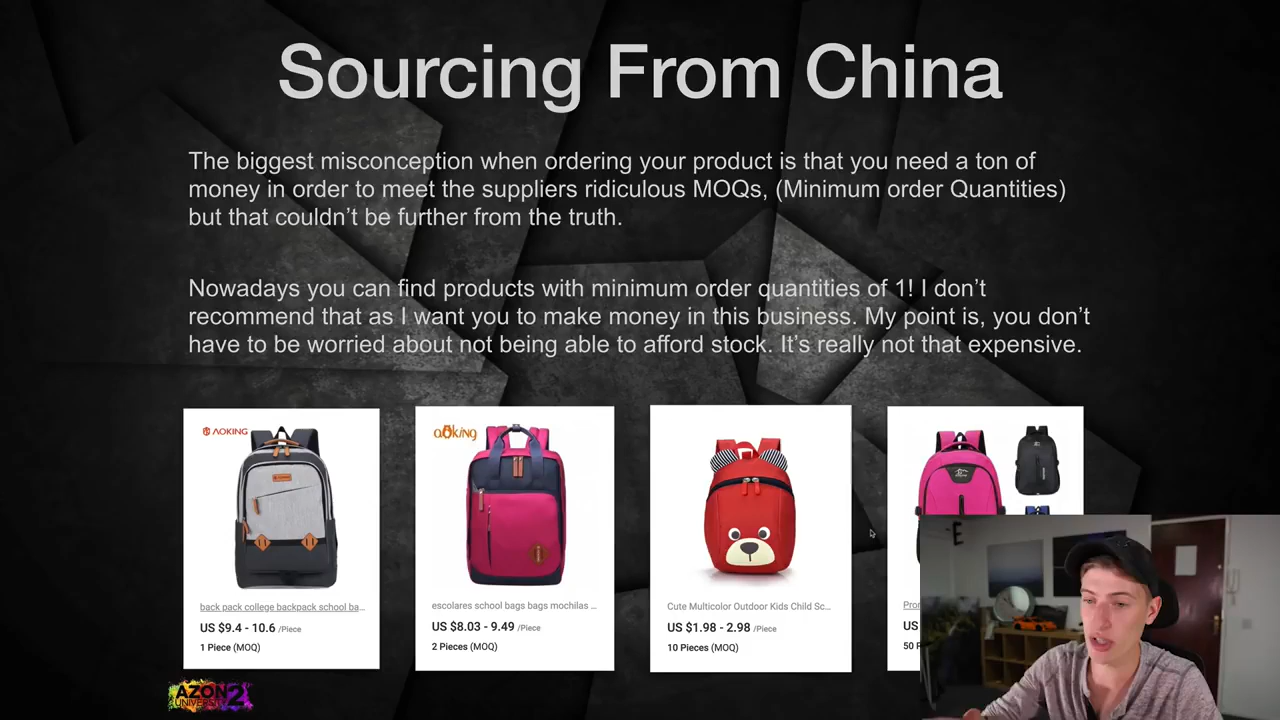 Sourcing From China
The biggest misconception when ordering your product is that you need a ton of
money in order to meet the suppliers ridiculous MOQs, (Minimum order Quantities)
but that couldn’t be further from the truth.
Nowadays you can find products with minimum order quantities of 1! I don’t
recommend that as I want you to make money in this business. My point is, you don’t
have to be worried about not being able to afford stock. It’s really not that expensive.
AOKING
back pack college backpack school ba...
US $9.4 - 10.6 /Piece
1 Piece (MOQ)
aoking
escolares school bags bags mochilas ...
US $8.03 - 9.49 /Piece
2 Pieces (MOQ)
Cute Multicolor Outdoor Kids Child Sc...
US $1.98 - 2.98 /Piece
10 Pieces (MOQ)
US
50
AZON
UNIVERSITY 2